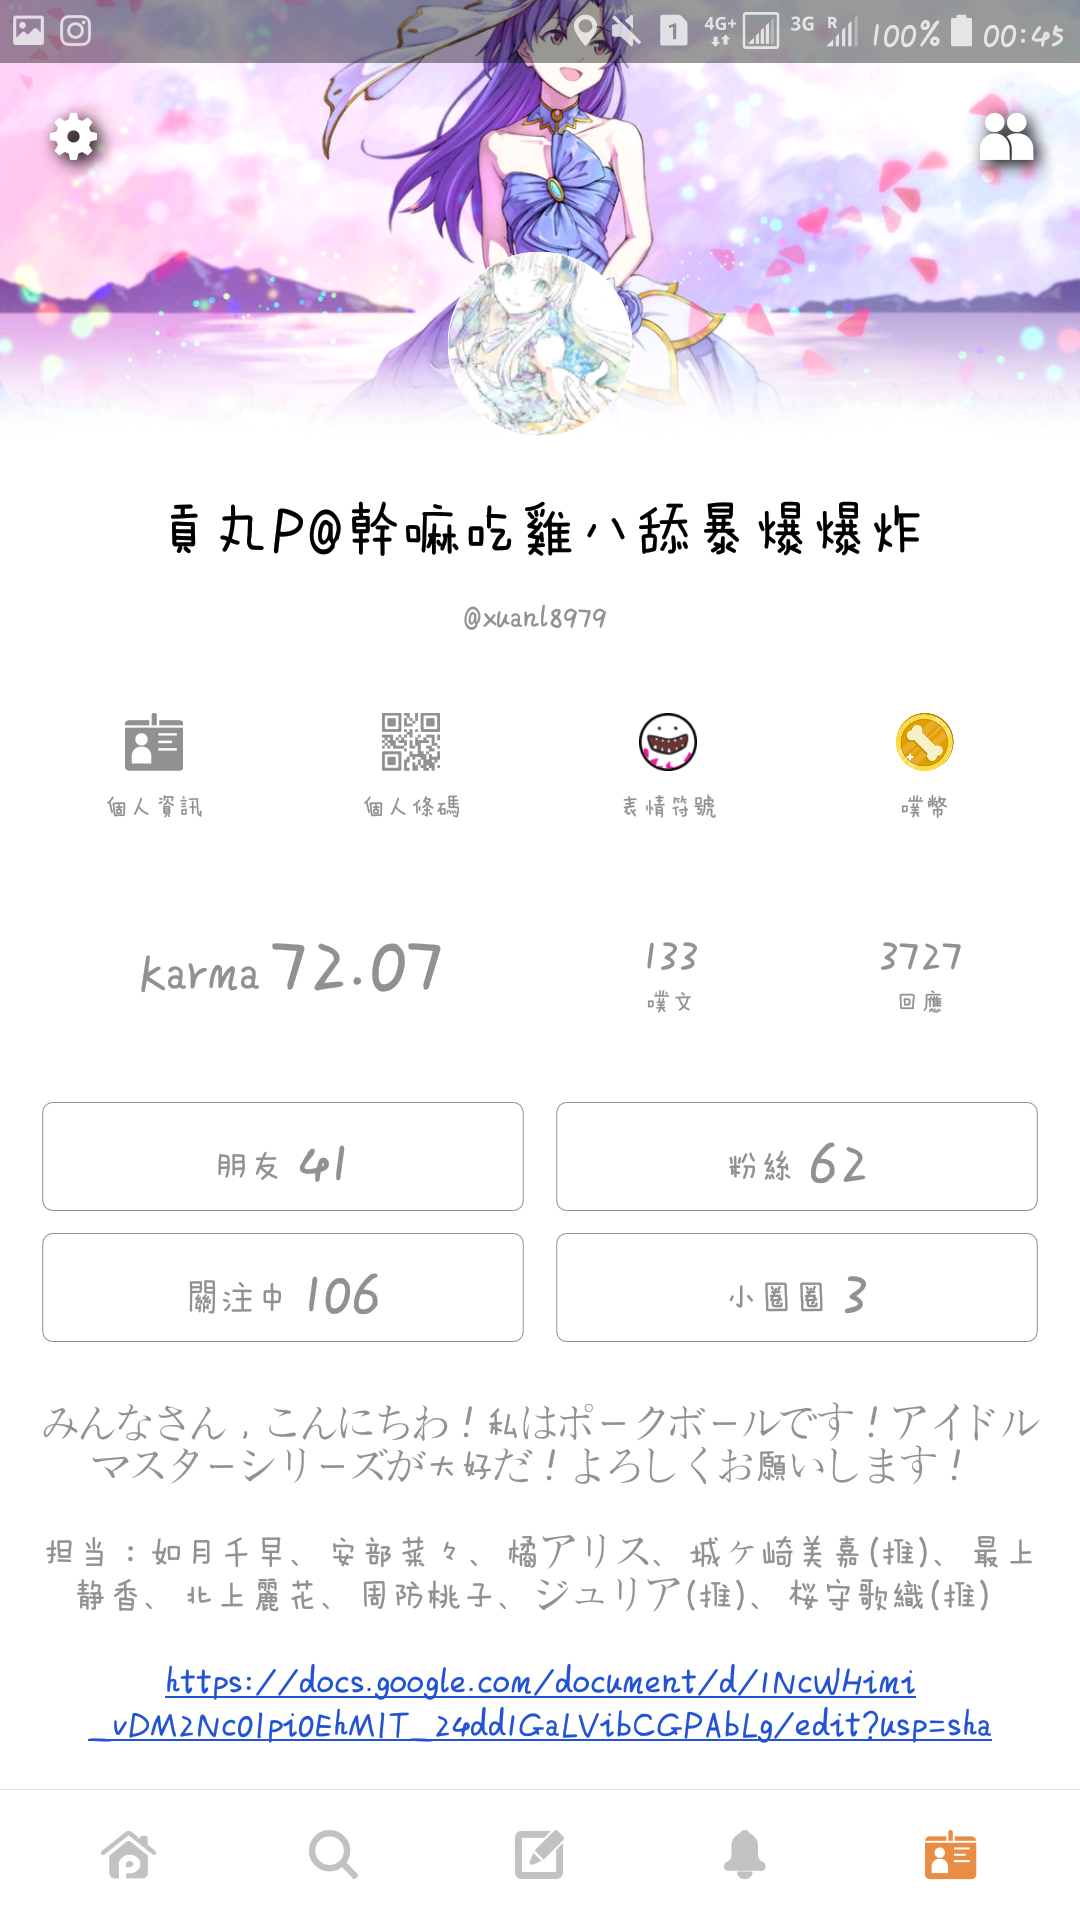 1 4G+ 3G R 100% 00:45
貢丸P@幹嘛吃雞八舔暴爆爆炸
@xuanl8979
個人資訊 個人條碼 表情符號 噗幣
karma 72.07 133 3727
噗文 回應
朋友 41 粉絲 62
關注中 106 小圈圈 3
みんなさん，こんにちわ！私はポークボールです！アイドル
マスターシリーズが大好だ！よろしくお願いします！
担当：如月千早、安部菜々、橘アリス、城ヶ崎美嘉(推)、最上
静香、北上麗花、周防桃子、ジュリア(推)、桜守歌織(推)
https://docs.google.com/document/d/1NcWHimi
_vDM2Nc0lpi0EhMlT_24dd1GaLVibCGPAbLg/edit?usp=sha